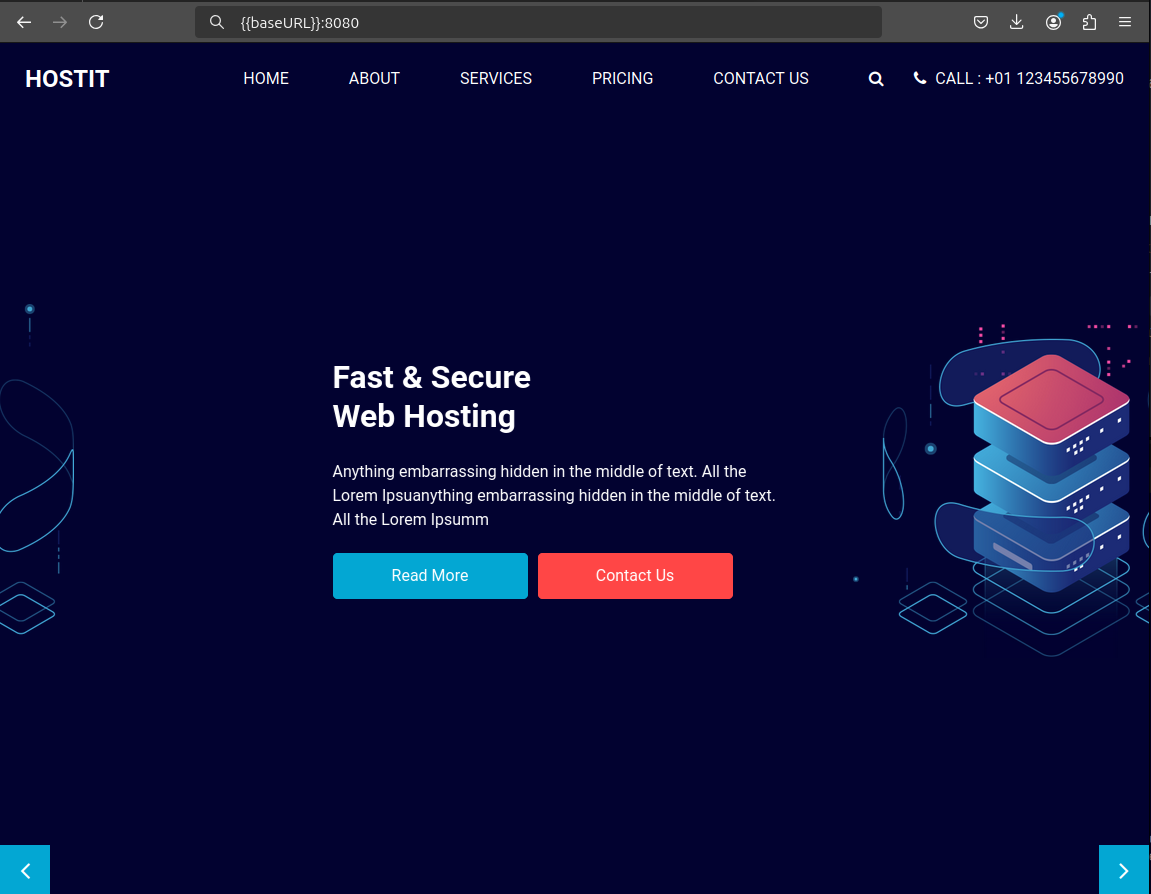 {{baseURL}}:8080
HOSTIT
HOME
ABOUT
SERVICES
PRICING
CONTACT US
CALL : +01 123455678990
Fast & Secure
Web Hosting
Anything embarrassing hidden in the middle of text. All the
Lorem Ipsuanything embarrassing hidden in the middle of text.
All the Lorem Ipsumm
Read More
Contact Us